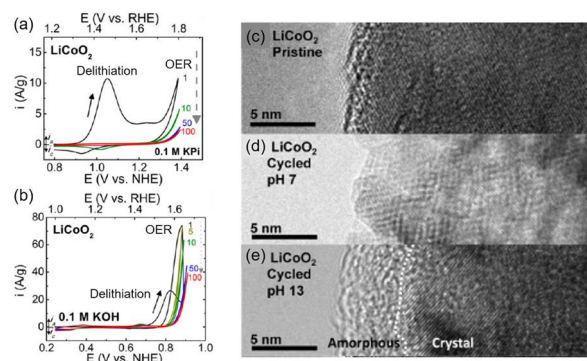 (a)
E (V vs. RHE)
1.2 1.4 1.6 1.8
LiCoO2
OER
Delithiation
1
10
50
100
i (A/g)
15
10
5
0
0.1 M KPi
0.8 1.0 1.2 1.4
E (V vs. NHE)
(b)
E (V vs. RHE)
1.0 1.2 1.4 1.6
LiCoO2
OER
1
5
10
50
100
Delithiation
i (A/g)
80
60
40
20
0
0.1 M KOH
0.2 0.4 0.6 0.8 1.0
E (V vs. NHE)
(c) LiCoO2
Pristine
5 nm
(d) LiCoO2
Cycled
pH 7
5 nm
(e) LiCoO2
Cycled
pH 13
5 nm
Amorphous Crystal